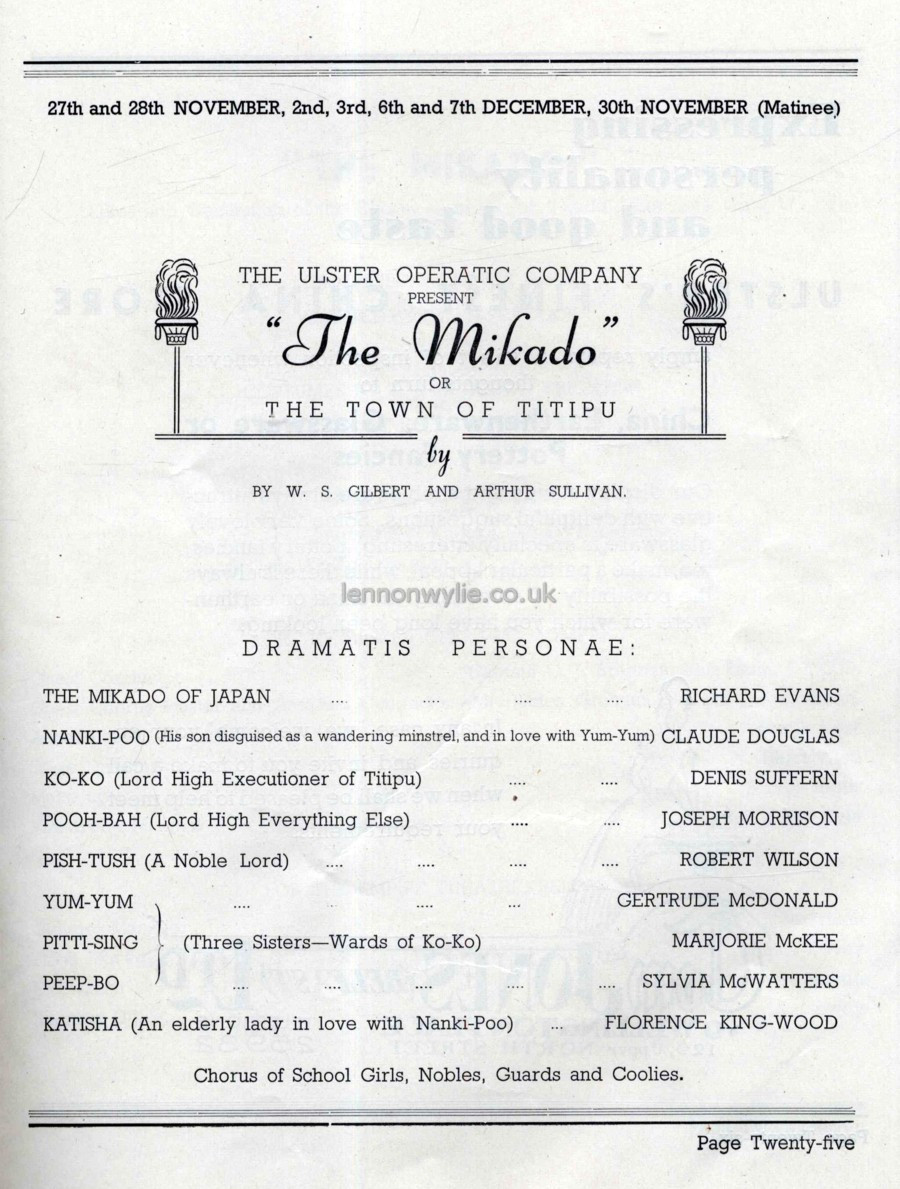 27th and 28th NOVEMBER, 2nd, 3rd, 6th and 7th DECEMBER, 30th NOVEMBER (Matinee)
THE ULSTER OPERATIC COMPANY
PRESENT
"The Mikado"
OR
THE TOWN OF TITIPU
by
BY W. S. GILBERT AND ARTHUR SULLIVAN.
lennonwylie.co.uk
DRAMATIS PERSONAE:
THE MIKADO OF JAPAN .... .... RICHARD EVANS
NANKI-POO (His son disguised as a wandering minstrel, and in love with Yum-Yum) CLAUDE DOUGLAS
KO-KO (Lord High Executioner of Titipu) .... .... DENIS SUFFERN
POOH-BAH (Lord High Everything Else) .... .... JOSEPH MORRISON
PISH-TUSH (A Noble Lord) .... .... .... .... ROBERT WILSON
YUM-YUM .... .... ... GERTRUDE McDONALD
PITTI-SING (Three Sisters—Wards of Ko-Ko) MARJORIE McKEE
PEEP-BO .... .... .... .... .... SYLVIA McWATTERS
KATISHA (An elderly lady in love with Nanki-Poo) ... FLORENCE KING-WOOD
Chorus of School Girls, Nobles, Guards and Coolies.
Page Twenty-five